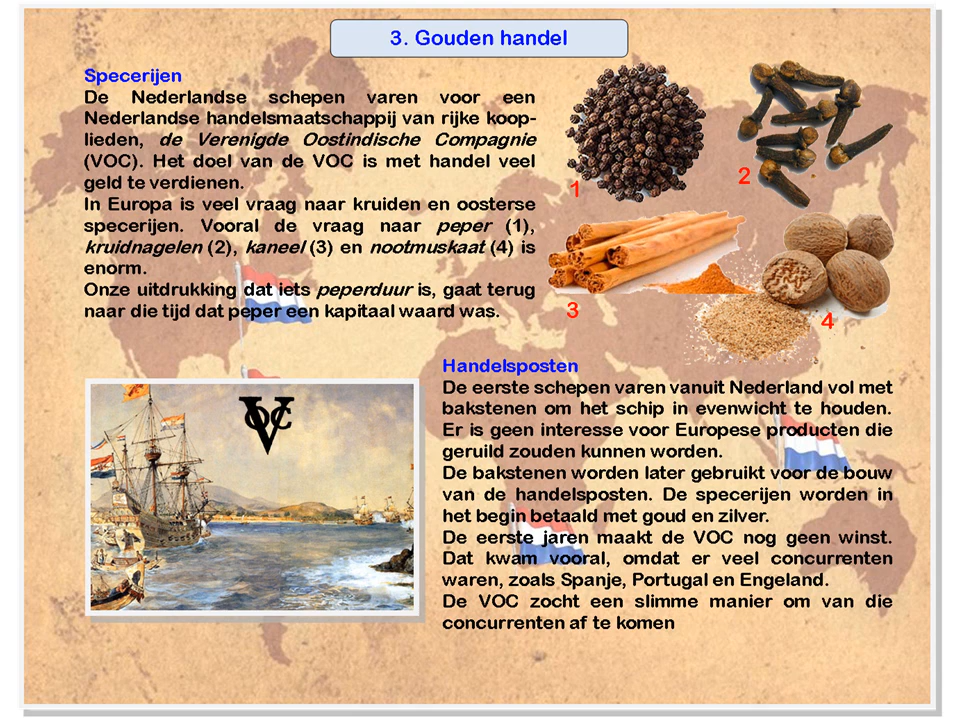 3. Gouden handel
Specerijen
De Nederlandse schepen varen voor een
Nederlandse handelsmaatschappij van rijke koop-
lieden, de Verenigde Oostindische Compagnie
(VOC). Het doel van de VOC is met handel veel
geld te verdienen.
In Europa is veel vraag naar kruiden en oosterse
specerijen. Vooral de vraag naar peper (1),
kruidnagelen (2), kaneel (3) en nootmuskaat (4) is
enorm.
Onze uitdrukking dat iets peperduur is, gaat terug
naar die tijd dat peper een kapitaal waard was.
1
2
3
4
VOC
Handelsposten
De eerste schepen varen vanuit Nederland vol met
bakstenen om het schip in evenwicht te houden.
Er is geen interesse voor Europese producten die
geruild zouden kunnen worden.
De bakstenen worden later gebruikt voor de bouw
van de handelsposten. De specerijen worden in
het begin betaald met goud en zilver.
De eerste jaren maakt de VOC nog geen winst.
Dat kwam vooral, omdat er veel concurrenten
waren, zoals Spanje, Portugal en Engeland.
De VOC zocht een slimme manier om van die
concurrenten af te komen